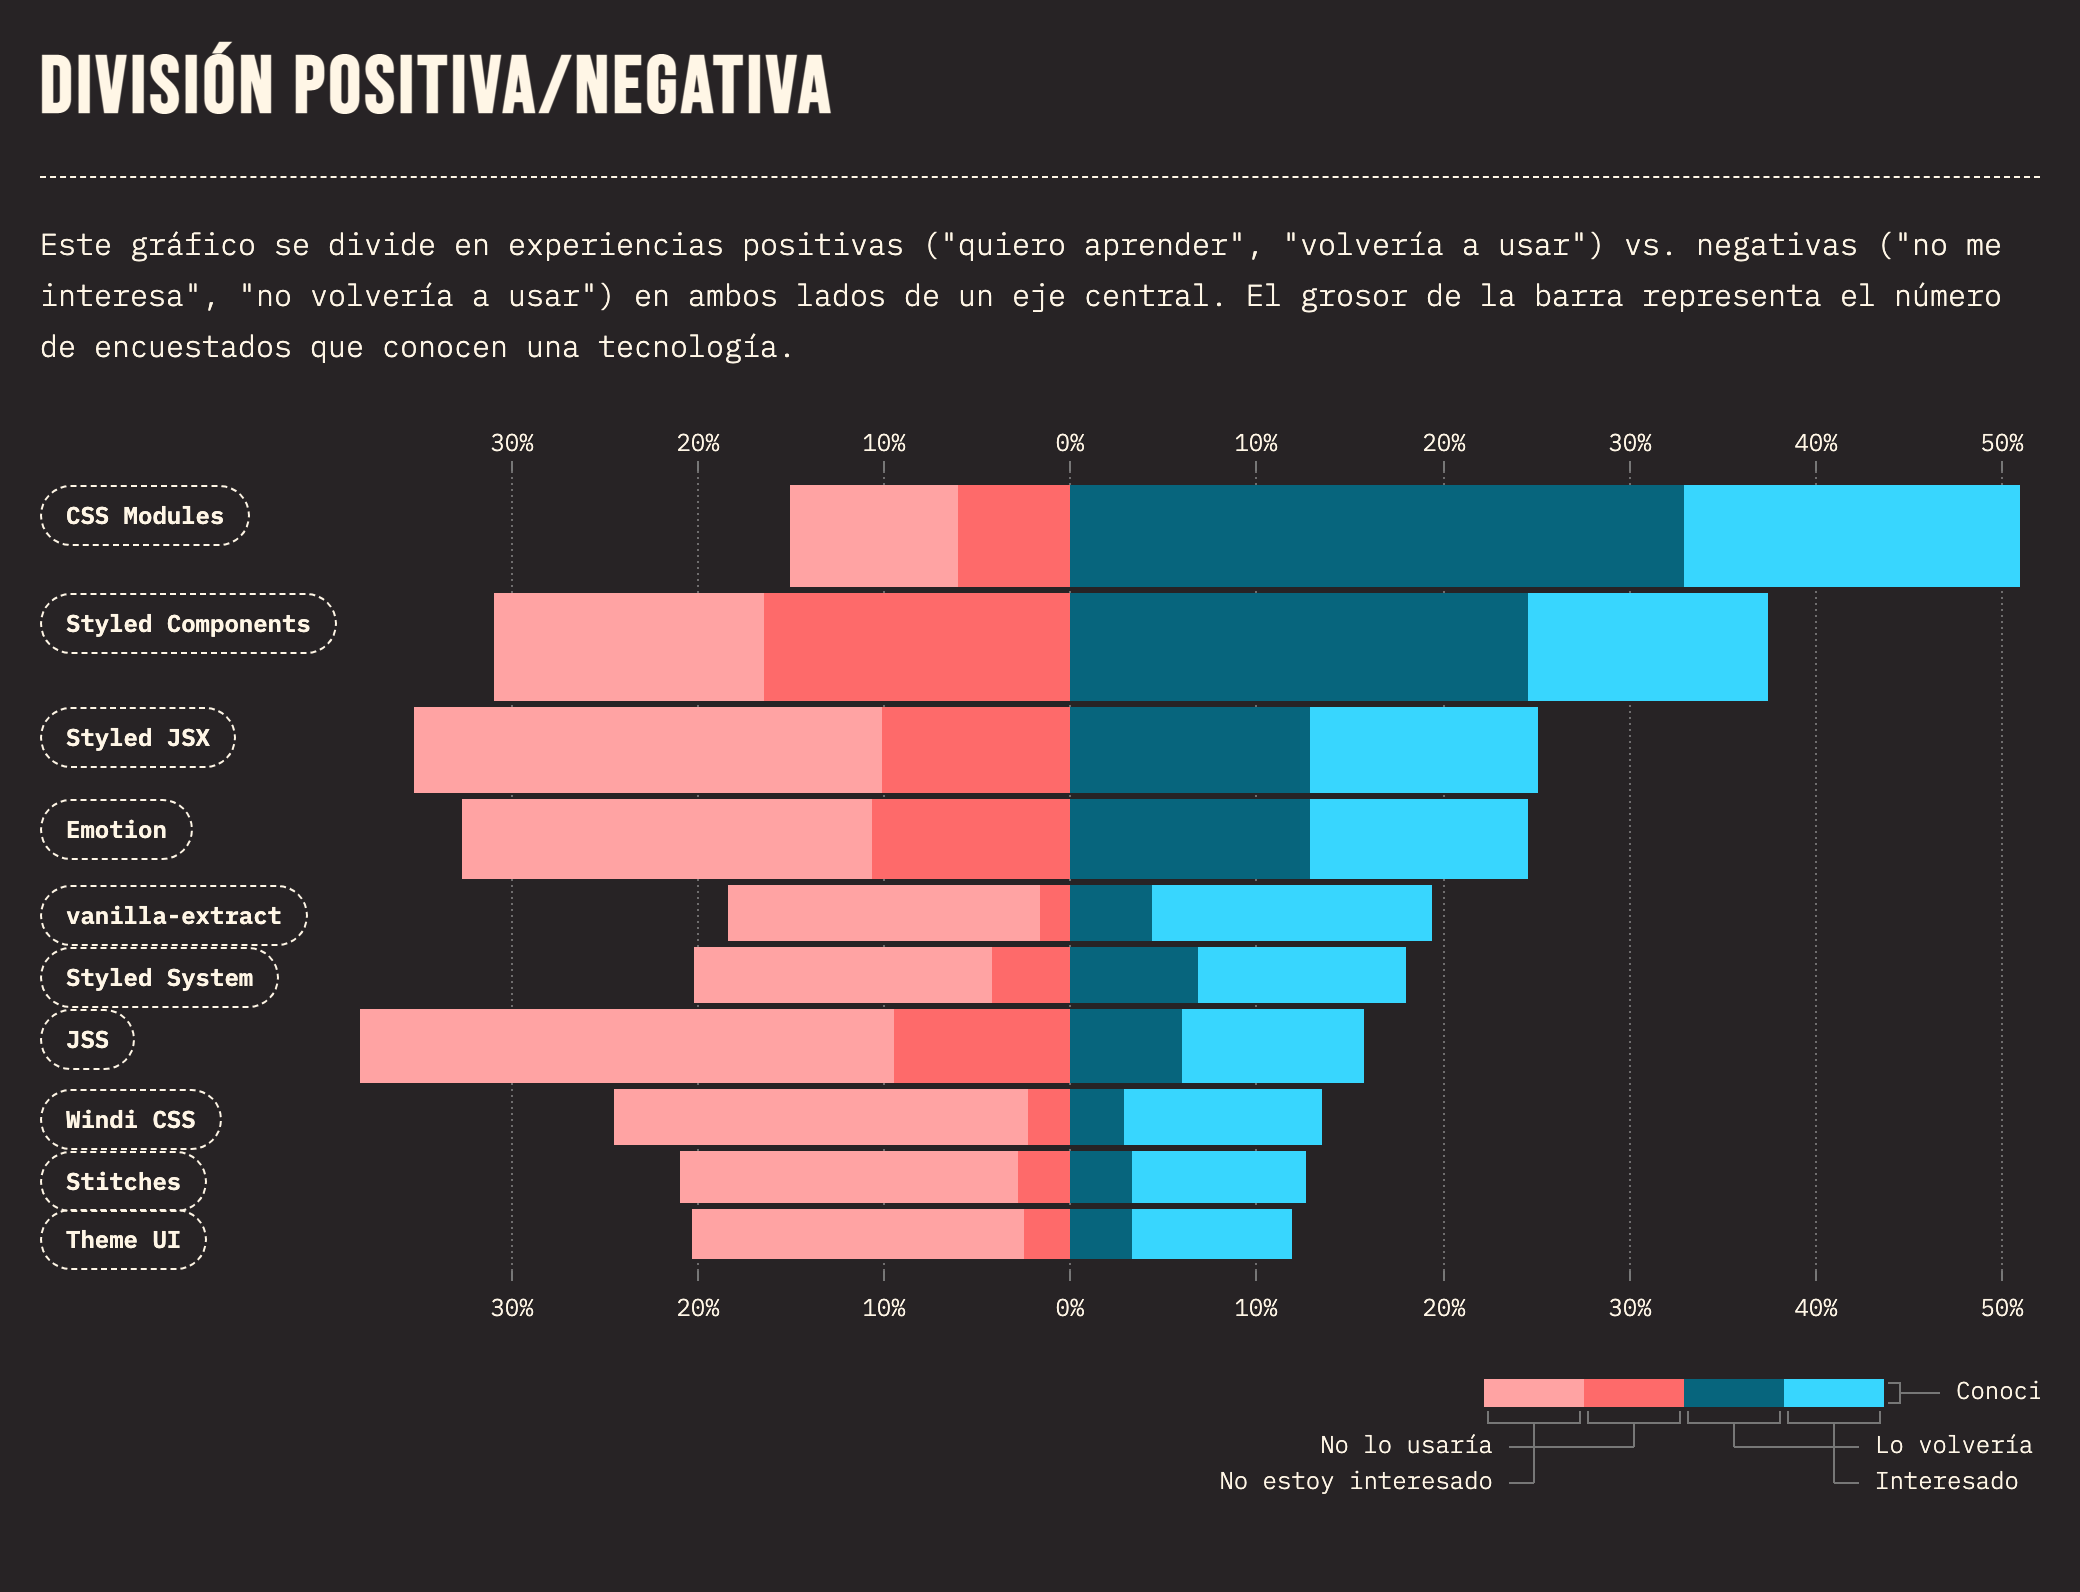 DIVISIÓN POSITIVA/NEGATIVA
Este gráfico se divide en experiencias positivas ("quiero aprender", "volvería a usar") vs. negativas ("no me
interesa", "no volvería a usar") en ambos lados de un eje central. El grosor de la barra representa el número
de encuestados que conocen una tecnología.
30% 20% 10% 0% 10% 20% 30% 40% 50%
CSS Modules
Styled Components
Styled JSX
Emotion
vanilla-extract
Styled System
JSS
Windi CSS
Stitches
Theme UI
30% 20% 10% 0% 10% 20% 30% 40% 50%
Conoci
No lo usaría Lo volvería
No estoy interesado Interesado